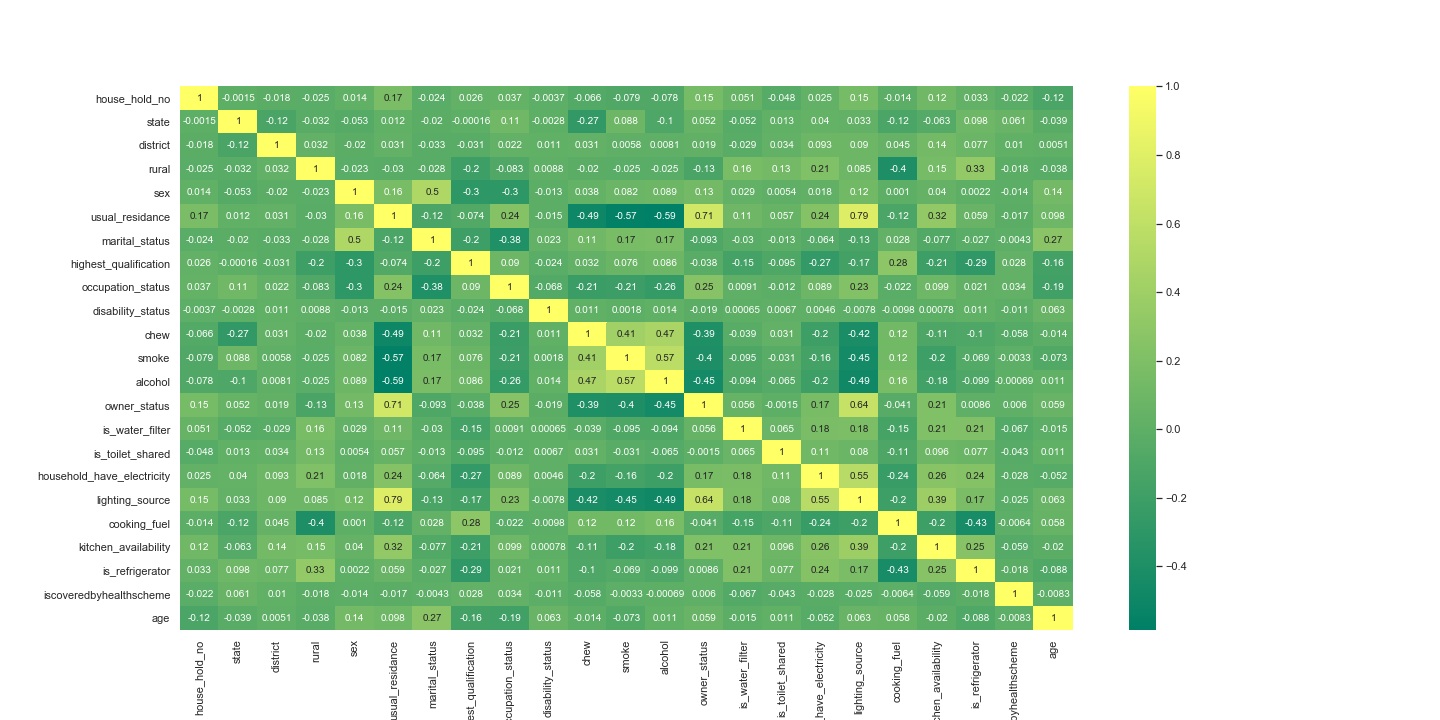 house_hold_no 1 -0.0015 -0.018 -0.025 0.014 0.17 -0.024 0.026 0.037 -0.0037 -0.066 -0.079 -0.078 0.15 0.051 -0.048 0.025 0.15 -0.014 0.12 0.033 -0.022 -0.12
state -0.0015 1 -0.12 -0.032 -0.053 0.012 -0.02 -0.00016 0.11 -0.0028 -0.27 0.088 -0.1 0.052 -0.052 0.013 0.04 0.033 -0.12 -0.063 0.098 0.061 -0.039
district -0.018 -0.12 1 0.032 -0.02 0.031 -0.033 -0.031 0.022 0.011 0.031 0.0058 0.0081 0.019 -0.029 0.034 0.093 0.09 0.045 0.14 0.077 0.01 0.0051
rural -0.025 -0.032 0.032 1 -0.023 -0.03 -0.028 -0.2 -0.083 0.0088 -0.02 -0.025 -0.025 -0.13 0.16 0.13 0.21 0.085 -0.4 0.15 0.33 -0.018 -0.038
sex 0.014 -0.053 -0.02 -0.023 1 0.16 0.5 -0.3 -0.3 -0.013 0.038 0.082 0.089 0.13 0.029 0.0054 0.018 0.12 0.001 0.04 0.0022 -0.014 0.14
usual_residance 0.17 0.012 0.031 -0.03 0.16 1 -0.12 -0.074 0.24 -0.015 -0.49 -0.57 -0.59 0.71 0.11 0.057 0.24 0.79 -0.12 0.32 0.059 -0.017 0.098
marital_status -0.024 -0.02 -0.033 -0.028 0.5 -0.12 1 -0.2 -0.38 0.023 0.11 0.17 0.17 -0.093 -0.03 -0.013 -0.064 -0.13 0.028 -0.077 -0.027 -0.0043 0.27
highest_qualification 0.026 -0.00016 -0.031 -0.2 -0.3 -0.074 -0.2 1 0.09 -0.024 0.032 0.076 0.086 -0.038 -0.15 -0.095 -0.27 -0.17 0.28 -0.21 -0.29 0.028 -0.16
occupation_status 0.037 0.11 0.022 -0.083 -0.3 0.24 -0.38 0.09 1 -0.068 -0.21 -0.21 -0.26 0.25 0.0091 -0.012 0.089 0.23 -0.022 0.099 0.021 0.034 -0.19
disability_status -0.0037 -0.0028 0.011 0.0088 -0.013 -0.015 0.023 -0.024 -0.068 1 0.011 0.0018 0.014 -0.019 0.00065 0.0067 0.0046 -0.0078 -0.0098 0.00078 0.011 -0.011 0.063
chew -0.066 -0.27 0.031 -0.02 0.038 -0.49 0.11 0.032 -0.21 0.011 1 0.41 0.47 -0.39 -0.039 0.031 -0.2 -0.42 0.12 -0.11 -0.1 -0.058 -0.014
smoke -0.079 0.088 0.0058 -0.025 0.082 -0.57 0.17 0.076 -0.21 0.0018 0.41 1 0.57 -0.4 -0.095 -0.031 -0.16 -0.45 0.12 -0.2 -0.069 -0.0033 -0.073
alcohol -0.078 -0.1 0.0081 -0.025 0.089 -0.59 0.17 0.086 -0.26 0.014 0.47 0.57 1 -0.45 -0.094 -0.065 -0.2 -0.49 0.16 -0.18 -0.099 -0.00069 0.011
owner_status 0.15 0.052 0.019 -0.13 0.13 0.71 -0.093 -0.038 0.25 -0.019 -0.39 -0.4 -0.45 1 0.056 -0.0015 0.17 0.64 -0.041 0.21 0.0086 0.006 0.059
is_water_filter 0.051 -0.052 -0.029 0.16 0.029 0.11 -0.03 -0.15 0.0091 0.00065 -0.039 -0.095 -0.094 0.056 1 0.065 0.18 0.18 -0.15 0.21 0.21 -0.067 -0.015
is_toilet_shared -0.048 0.013 0.034 0.13 0.0054 0.057 -0.013 -0.095 -0.012 0.0067 0.031 -0.031 -0.065 -0.0015 0.065 1 0.11 0.08 -0.11 0.096 0.077 -0.043 0.011
household_have_electricity 0.025 0.04 0.093 0.21 0.018 0.24 -0.064 -0.27 0.089 0.0046 -0.2 -0.16 -0.2 0.17 0.18 0.11 1 0.55 -0.24 0.26 0.24 -0.028 -0.052
lighting_source 0.15 0.033 0.09 0.085 0.12 0.79 -0.13 -0.17 0.23 -0.0078 -0.42 -0.45 -0.49 0.64 0.18 0.08 0.55 1 -0.2 0.39 0.17 -0.025 0.063
cooking_fuel -0.014 -0.12 0.045 -0.4 0.001 -0.12 0.028 0.28 -0.022 -0.0098 0.12 0.12 0.16 -0.041 -0.15 -0.11 -0.24 -0.2 1 -0.2 -0.43 -0.0064 0.058
kitchen_availability 0.12 -0.063 0.14 0.15 0.04 0.32 -0.077 -0.21 0.099 0.00078 -0.11 -0.2 -0.18 0.21 0.21 0.096 0.26 0.39 -0.2 1 0.25 -0.059 -0.02
is_refrigerator 0.033 0.098 0.077 0.33 0.0022 0.059 -0.027 -0.29 0.021 0.011 -0.1 -0.069 -0.099 0.0086 0.21 0.077 0.24 0.17 -0.43 0.25 1 -0.018 -0.088
iscoveredbyhealthscheme -0.022 0.061 0.01 -0.018 -0.014 -0.017 -0.0043 0.028 0.034 -0.011 -0.058 -0.0033 -0.00069 0.006 -0.067 -0.043 -0.028 -0.025 -0.0064 -0.059 -0.018 1 -0.0083
age -0.12 -0.039 0.0051 -0.038 0.14 0.098 0.27 -0.16 -0.19 0.063 -0.014 -0.073 0.011 0.059 -0.015 0.011 -0.052 0.063 0.058 -0.02 -0.088 -0.0083 1
house_hold_no
state
district
rural
sex
usual_residance
marital_status
est_qualification
ccupation_status
disability_status
chew
smoke
alcohol
owner_status
is_water_filter
is_toilet_shared
_have_electricity
lighting_source
cooking_fuel
chen_availability
is_refrigerator
byhealthscheme
age
1.0
0.8
0.6
0.4
0.2
0.0
−0.2
−0.4